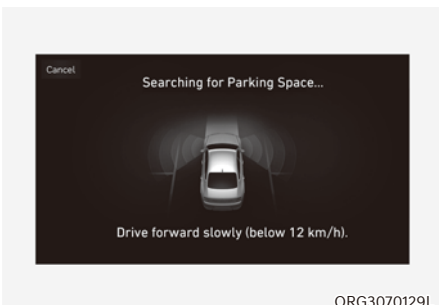 Cancel
Searching for Parking Space...
Drive forward slowly (below 12 km/h).
ORG3070129L